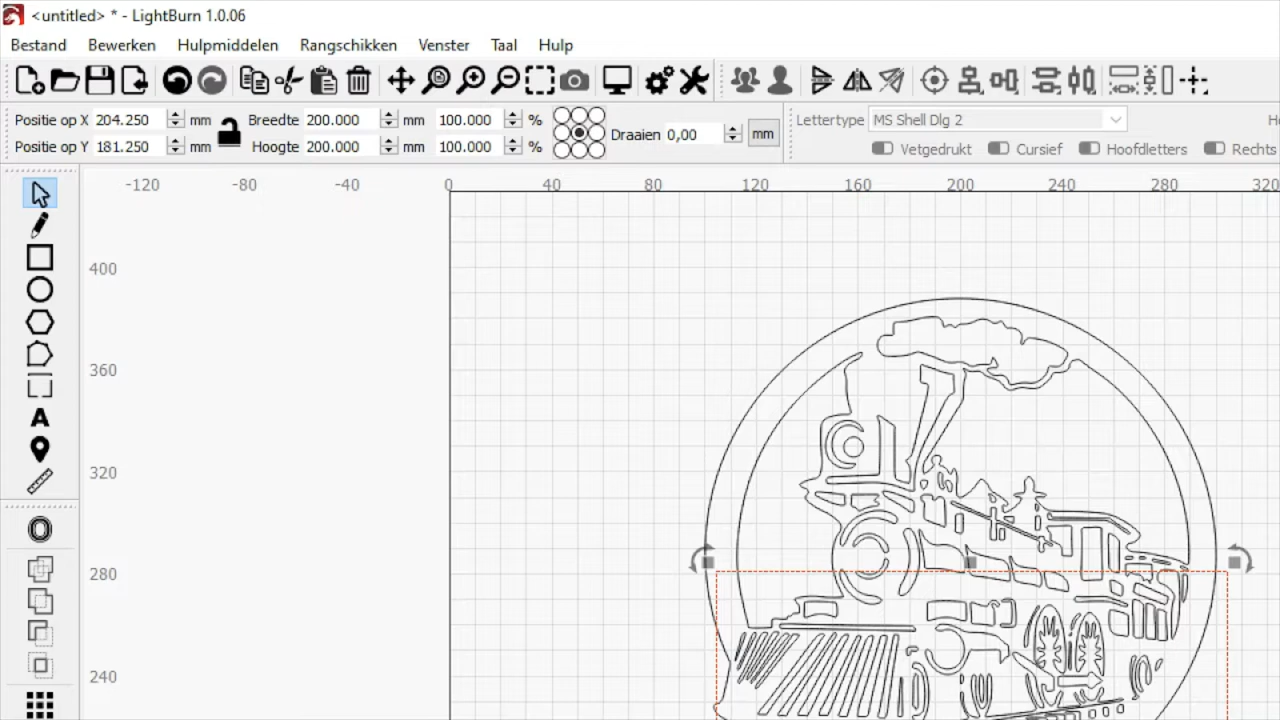 <untitled> * - LightBurn 1.0.06
Bestand Bewerken Hulpmiddelen Rangschikken Venster Taal Hulp
Positie op X 204.250 mm Breedte 200.000 mm 100.000 % Draaien 0,00 mm Lettertype MS Shell Dlg 2
Positie op Y 181.250 mm Hoogte 200.000 mm 100.000 % Vetgedrukt Cursief Hoofdletters Rechts
-120 -80 -40 0 40 80 120 160 200 240 280 320
400
360
320
280
240